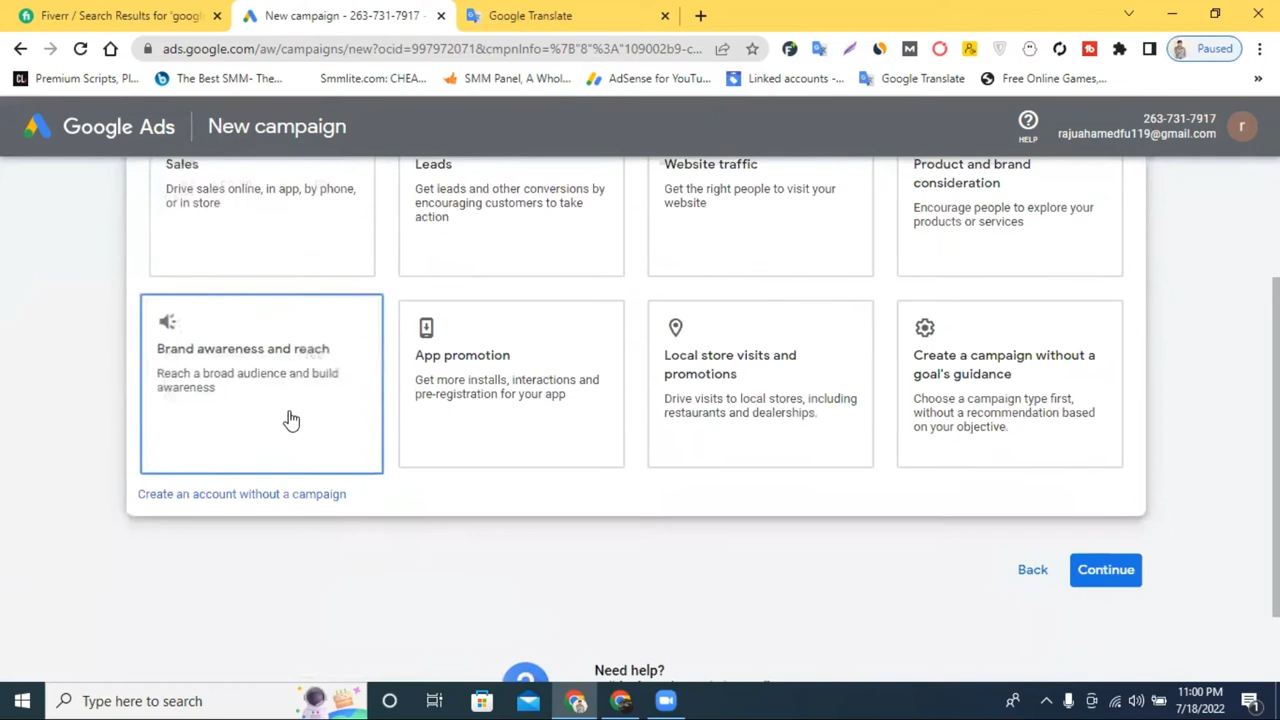 Fiverr / Search Results for 'googl
New campaign - 263-731-7917 -
Google Translate
ads.google.com/aw/campaigns/new?ocid=997972071&cmpnInfo=%7B"8"%3A"109002b9-c...
Paused
Premium Scripts, Pl...
The Best SMM- The...
Smmlite.com: CHEA...
SMM Panel, A Whol...
AdSense for YouTu...
Linked accounts -...
Google Translate
Free Online Games,...
Google Ads
New campaign
HELP
263-731-7917
rajuahamedfu119@gmail.com
r
Sales
Drive sales online, in app, by phone,
or in store
Leads
Get leads and other conversions by
encouraging customers to take
action
Website traffic
Get the right people to visit your
website
Product and brand
consideration
Encourage people to explore your
products or services
Brand awareness and reach
Reach a broad audience and build
awareness
App promotion
Get more installs, interactions and
pre-registration for your app
Local store visits and
promotions
Drive visits to local stores, including
restaurants and dealerships.
Create a campaign without a
goal's guidance
Choose a campaign type first,
without a recommendation based
on your objective.
Create an account without a campaign
Back
Continue
Need help?
Type here to search
11:00 PM
7/18/2022